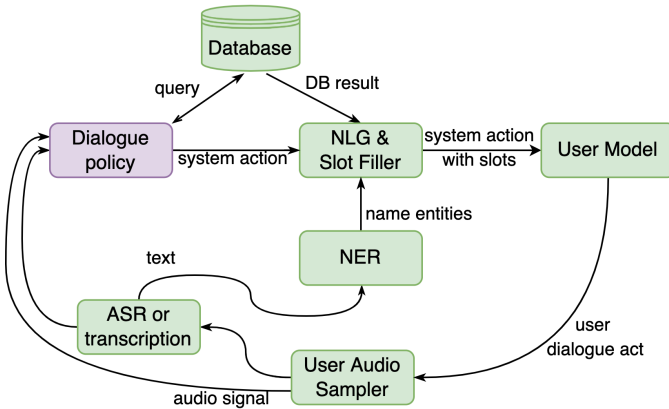 Database
query
DB result
Dialogue
policy
system action
NLG &
Slot Filler
system action
with slots
User Model
name entities
NER
text
ASR or
transcription
user
dialogue act
User Audio
Sampler
audio signal